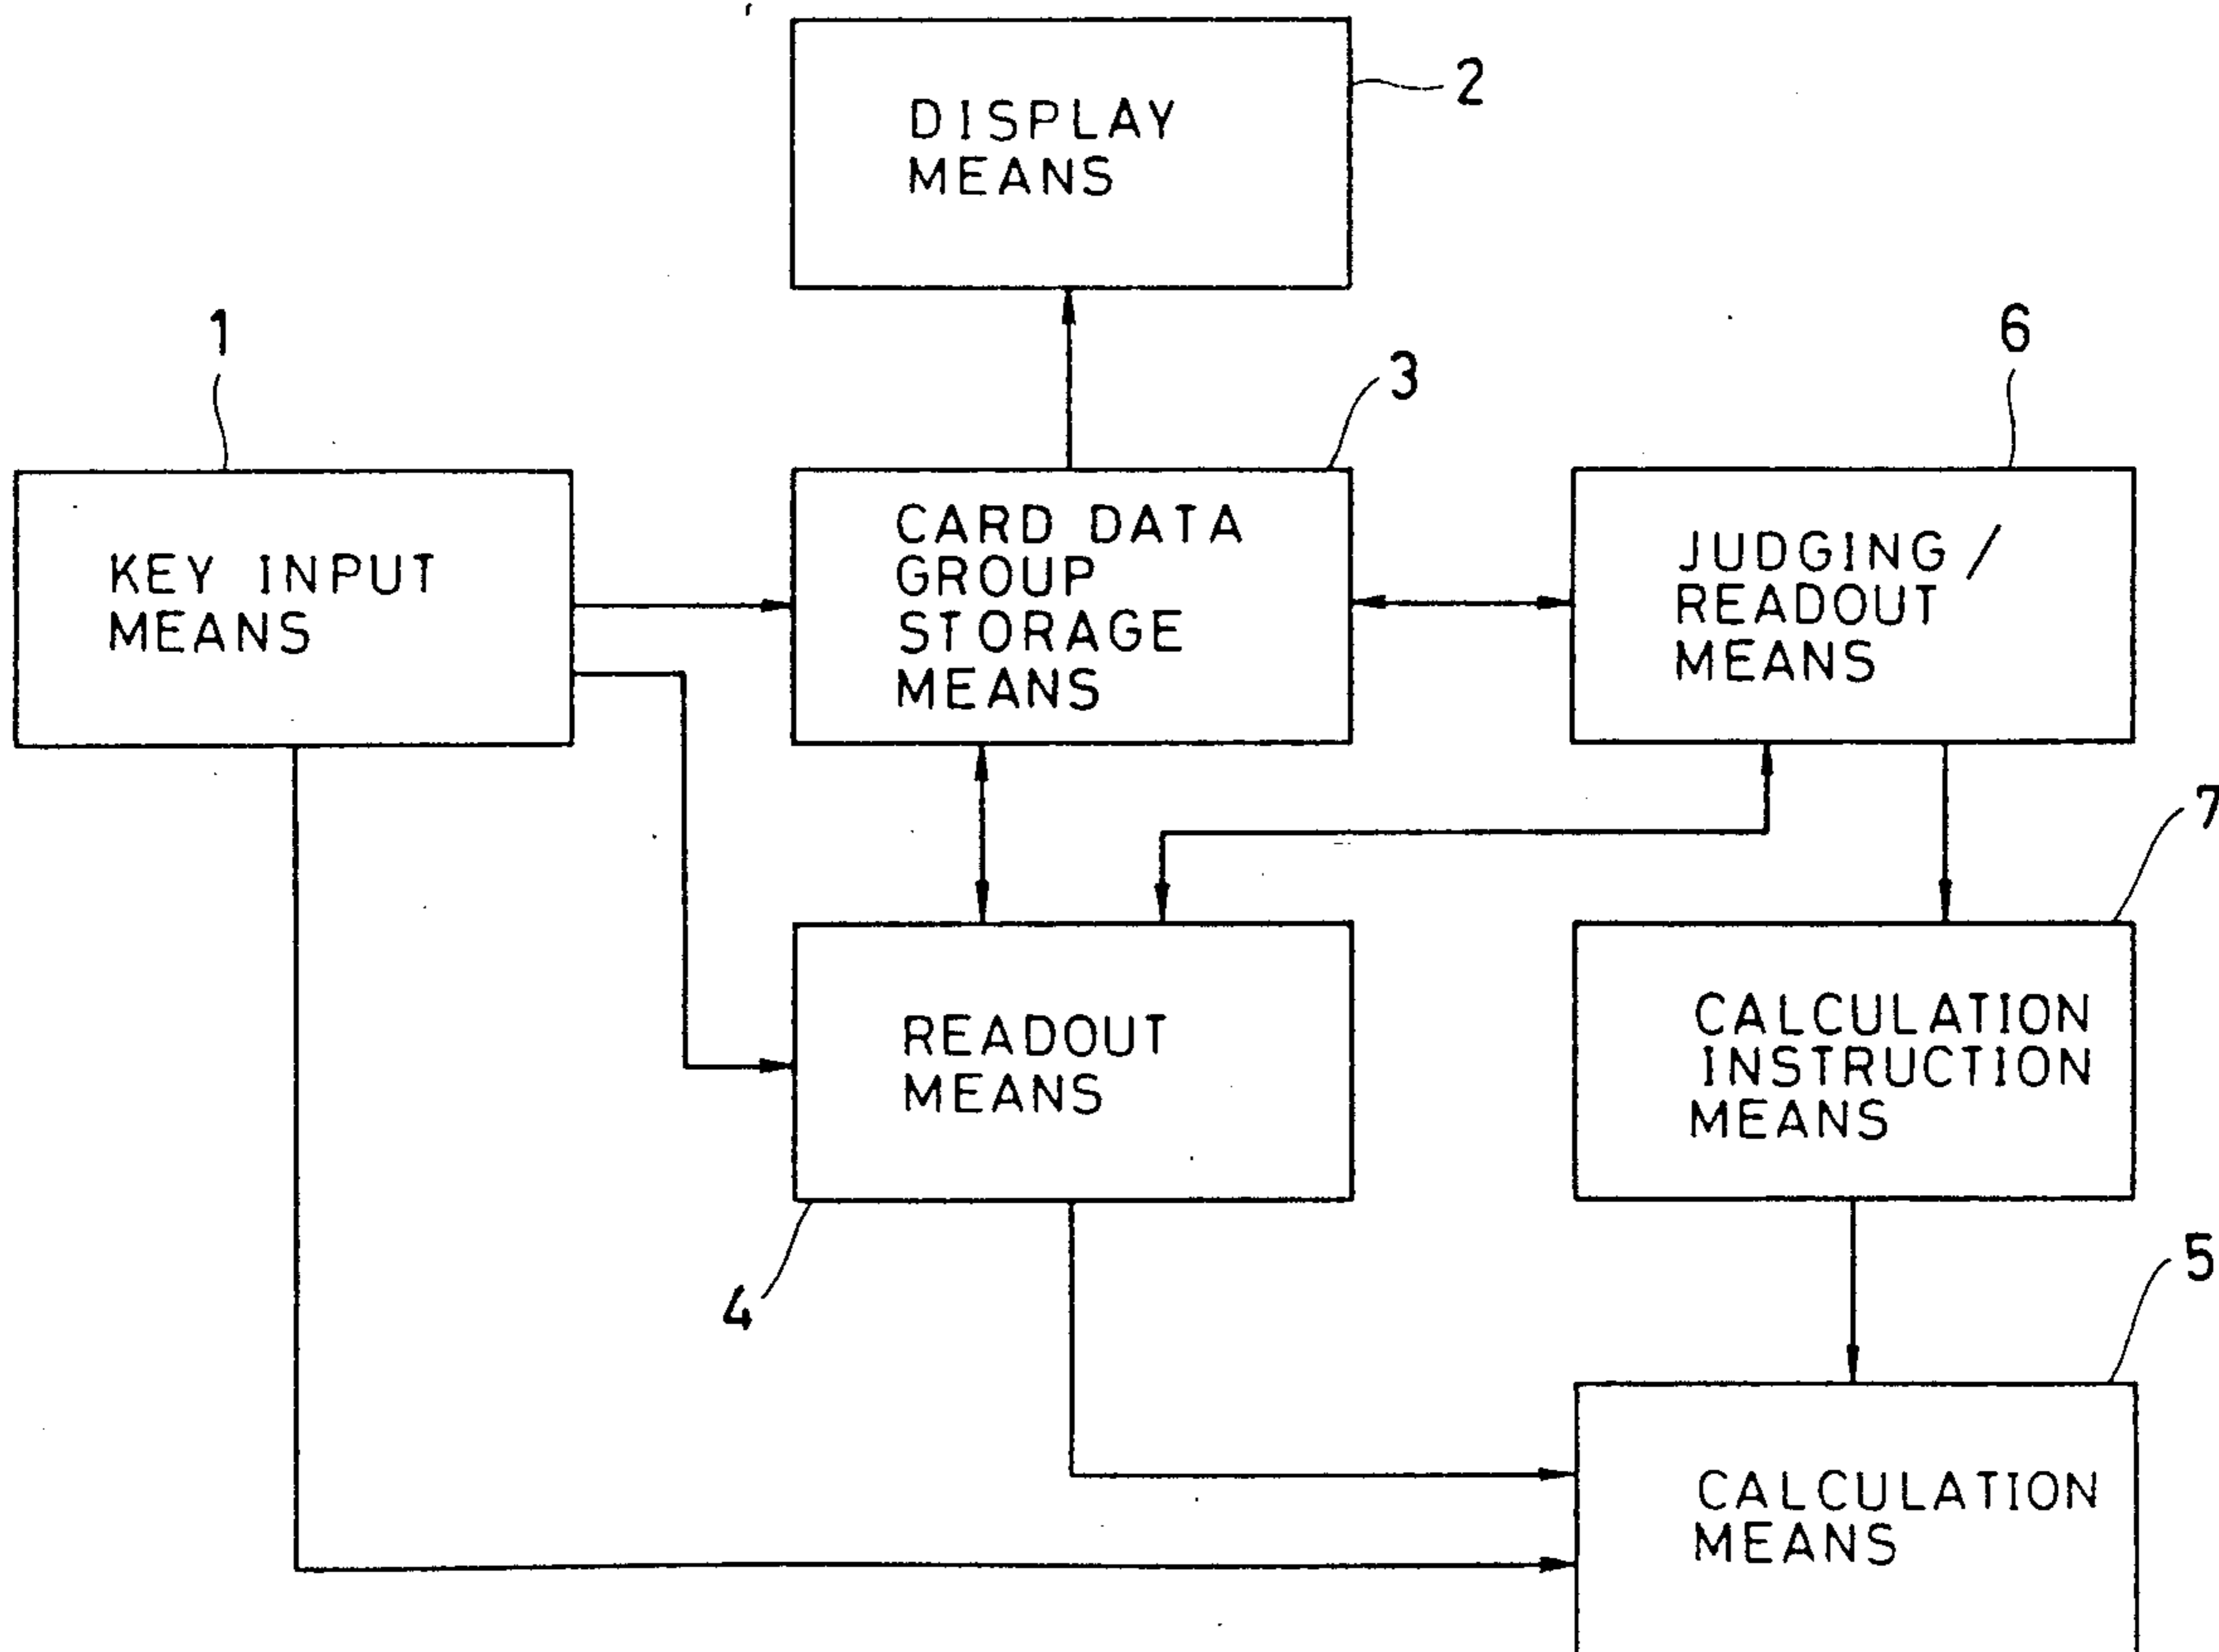 DISPLAY
MEANS
2
1
KEY INPUT
MEANS
3
CARD DATA
GROUP
STORAGE
MEANS
6
JUDGING/
READOUT
MEANS
READOUT
MEANS
4
7
CALCULATION
INSTRUCTION
MEANS
5
CALCULATION
MEANS